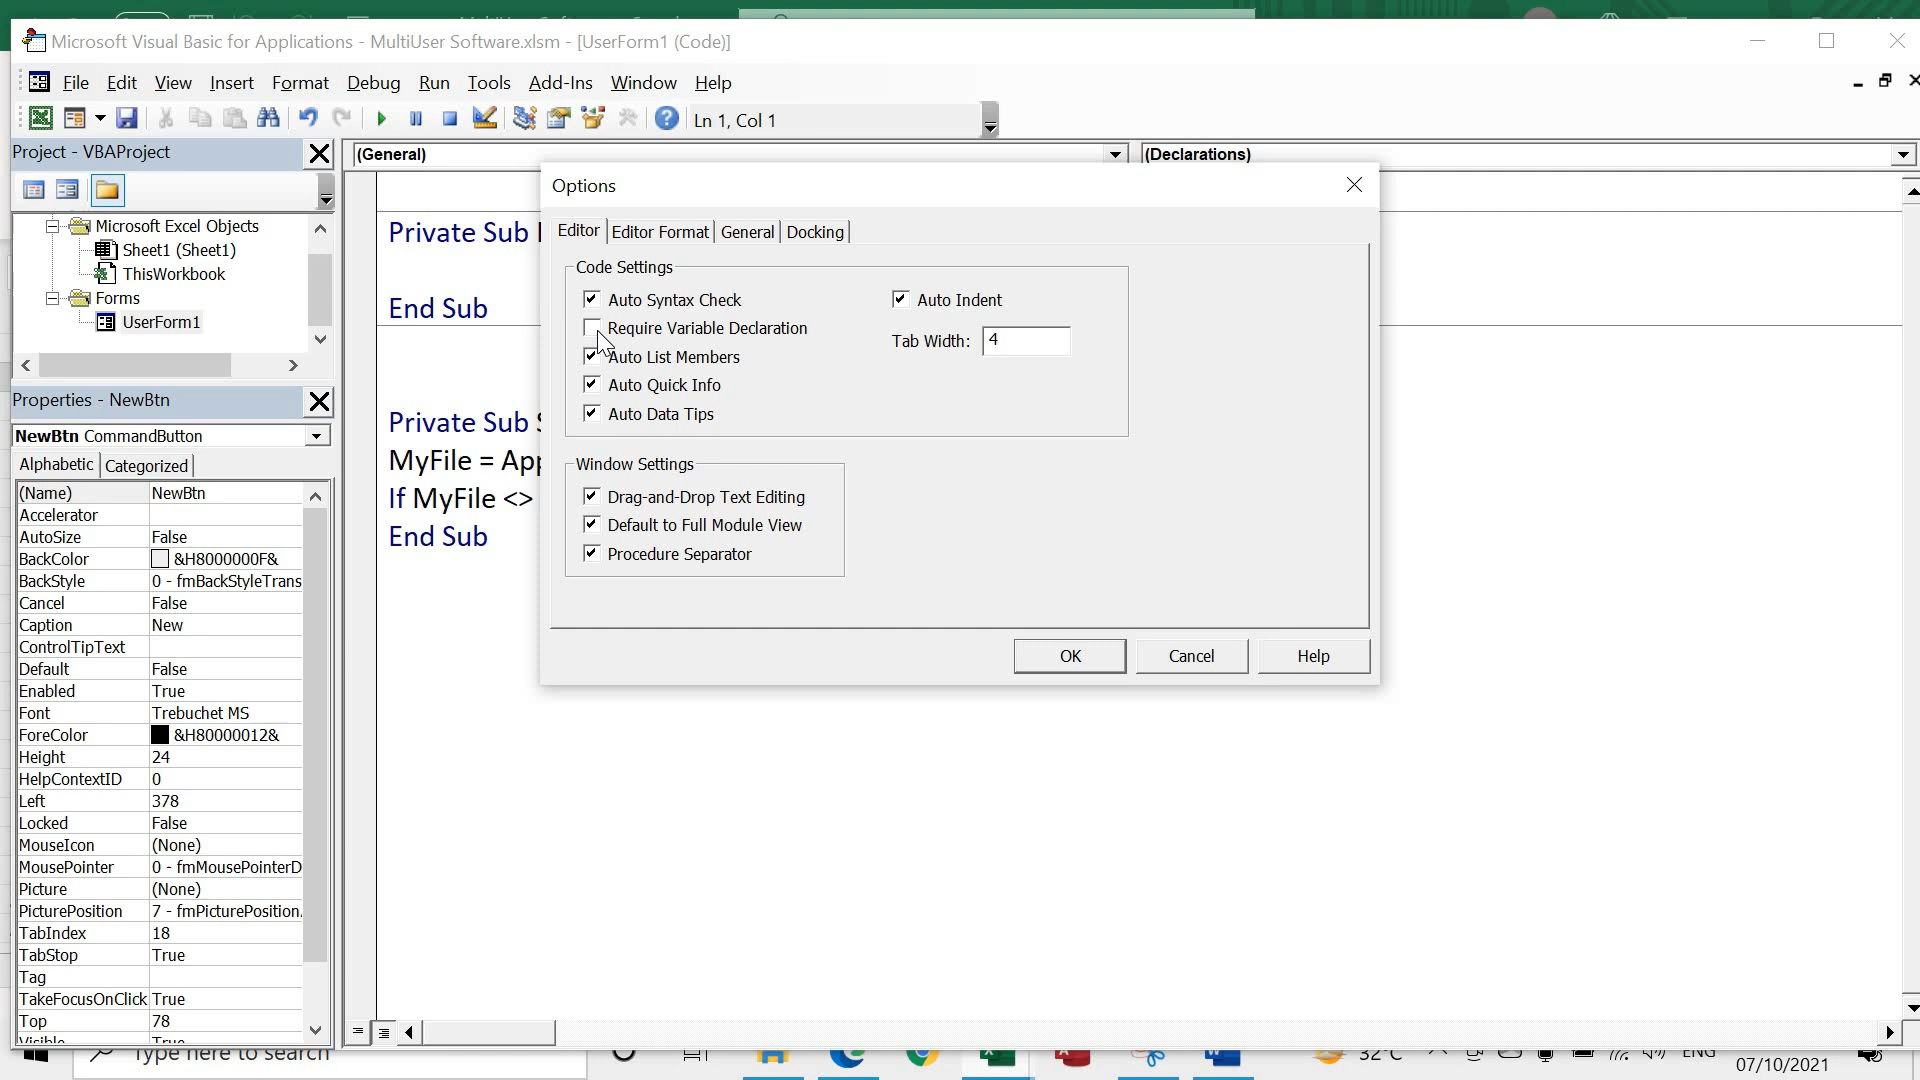 Microsoft Visual Basic for Applications - MultiUser Software.xlsm - [UserForm1 (Code)]
File Edit View Insert Format Debug Run Tools Add-Ins Window Help
Ln 1, Col 1
Project - VBAProject
(General) (Declarations)
Microsoft Excel Objects
Sheet1 (Sheet1)
ThisWorkbook
Forms
UserForm1
Properties - NewBtn
NewBtn CommandButton
Alphabetic Categorized
(Name) NewBtn
Accelerator
AutoSize False
BackColor &H8000000F&
BackStyle 0 - fmBackStyleTrans
Cancel False
Caption New
ControlTipText
Default False
Enabled True
Font Trebuchet MS
ForeColor &H80000012&
Height 24
HelpContextID 0
Left 378
Locked False
MouseIcon (None)
MousePointer 0 - fmMousePointerD
Picture (None)
PicturePosition 7 - fmPicturePosition.
TabIndex 18
TabStop True
Tag
TakeFocusOnClick True
Top 78
Visible True
Private Sub
End Sub
Private Sub S
MyFile = App
If MyFile <>
End Sub
Options
Editor Editor Format General Docking
Code Settings
Auto Syntax Check Auto Indent
Require Variable Declaration
Tab Width: 4
Auto List Members
Auto Quick Info
Auto Data Tips
Window Settings
Drag-and-Drop Text Editing
Default to Full Module View
Procedure Separator
OK Cancel Help
Type here to search
32°C ENG
07/10/2021